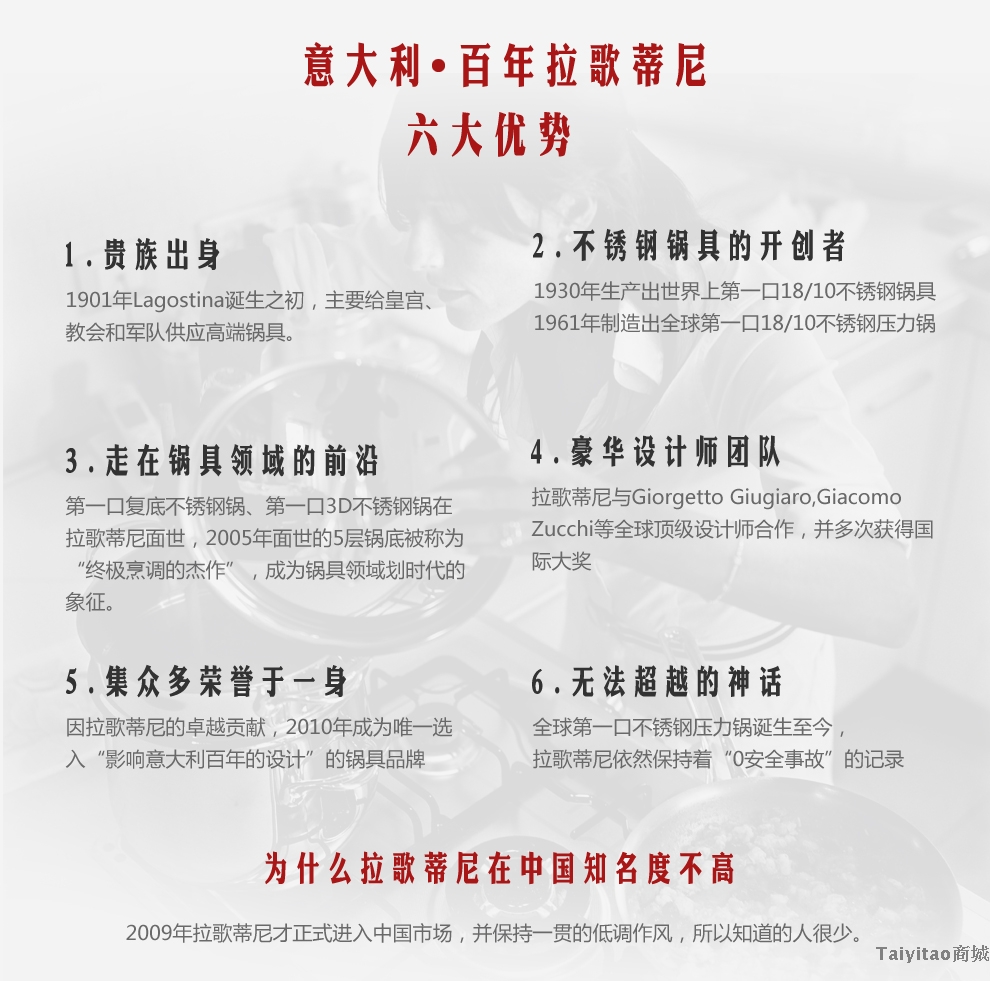 意大利•百年拉歌蒂尼
六大优势
1.贵族出身
1901年Lagostina诞生之初，主要给皇宫、
教会和军队供应高端锅具。
2.不锈钢锅具的开创者
1930年生产出世界上第一口18/10不锈钢锅具
1961年制造出全球第一口18/10不锈钢压力锅
3.走在锅具领域的前沿
第一口复底不锈钢锅、第一口3D不锈钢锅在
拉歌蒂尼面世，2005年面世的5层锅底被称为
“终极烹调的杰作”，成为锅具领域划时代的
象征。
4.豪华设计师团队
拉歌蒂尼与Giorgetto Giugiaro,Giacomo
Zucchi等全球顶级设计师合作，并多次获得国
际大奖
5.集众多荣誉于一身
因拉歌蒂尼的卓越贡献，2010年成为唯一选
入“影响意大利百年的设计”的锅具品牌
6.无法超越的神话
全球第一口不锈钢压力锅诞生至今，
拉歌蒂尼依然保持着“0安全事故”的记录
为什么拉歌蒂尼在中国知名度不高
2009年拉歌蒂尼才正式进入中国市场，并保持一贯的低调作风，所以知道的人很少。
Taiyitao商城